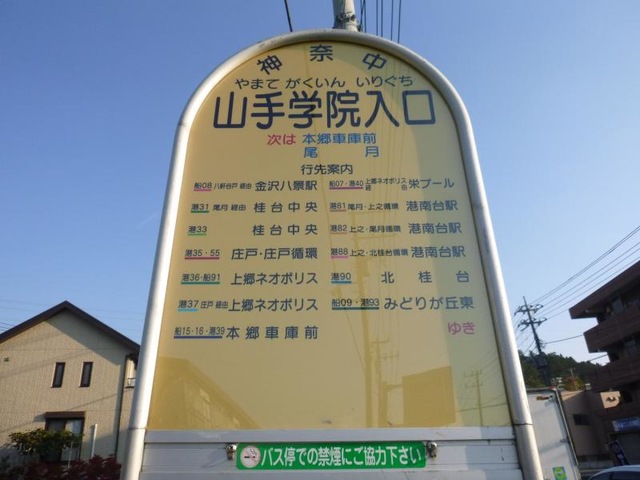 神奈中
やまて がくいん いりぐち
山手学院入口
次は 本郷車庫前
尾月
行先案内
船08 八軒谷戸 経由 金沢八景駅 船07・港40 上郷ネオポリス経由 栄プール
港31 尾月 経由 桂台中央 港81 尾月・上之循環 港南台駅
港33 桂台中央 港82 上之・尾月循環 港南台駅
港35・55 庄戸・庄戸循環 港88 上之・北桂台循環 港南台駅
港36・船91 上郷ネオポリス 港90 北桂台
港37 庄戸 経由 上郷ネオポリス 船09・港93 みどりが丘東
船15・16・港39 本郷車庫前 ゆき
バス停での禁煙にご協力下さい